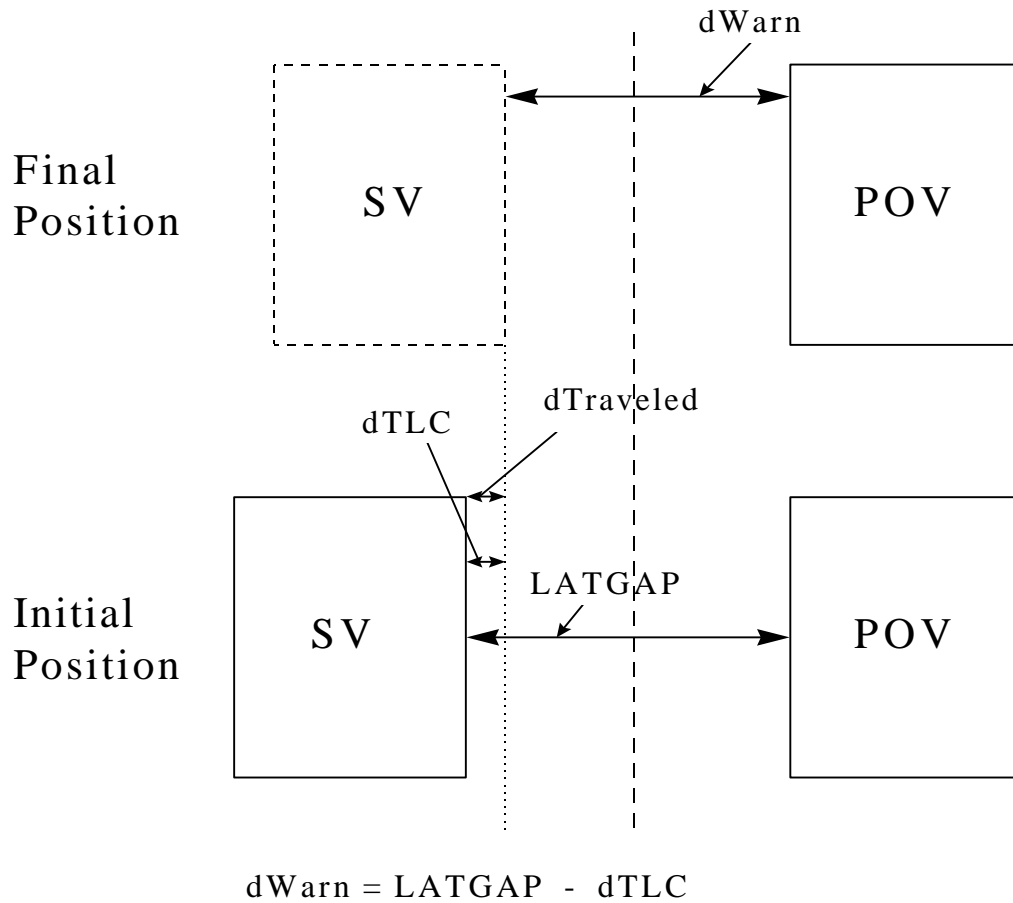 dWarn
Final
Position
SV
POV
dTraveled
dTLC
LATGAP
Initial
Position
SV
POV
dWarn = LATGAP - dTLC